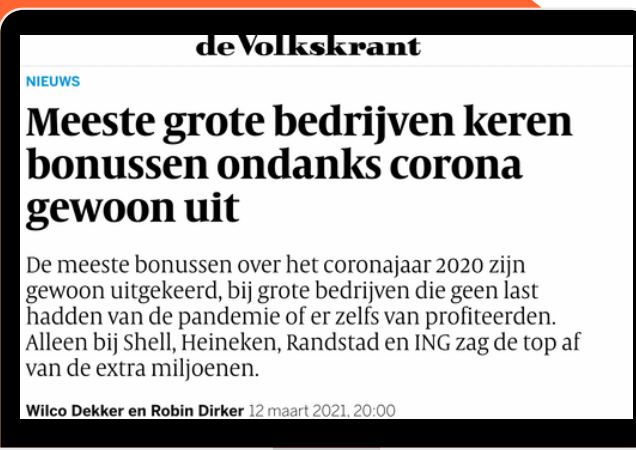 de Volkskrant
NIEUWS
Meeste grote bedrijven keren
bonussen ondanks corona
gewoon uit
De meeste bonussen over het coronajaar 2020 zijn
gewoon uitgekeerd, bij grote bedrijven die geen last
hadden van de pandemie of er zelfs van profiteerden.
Alleen bij Shell, Heineken, Randstad en ING zag de top af
van de extra miljoenen.
Wilco Dekker en Robin Dirker 12 maart 2021, 20:00